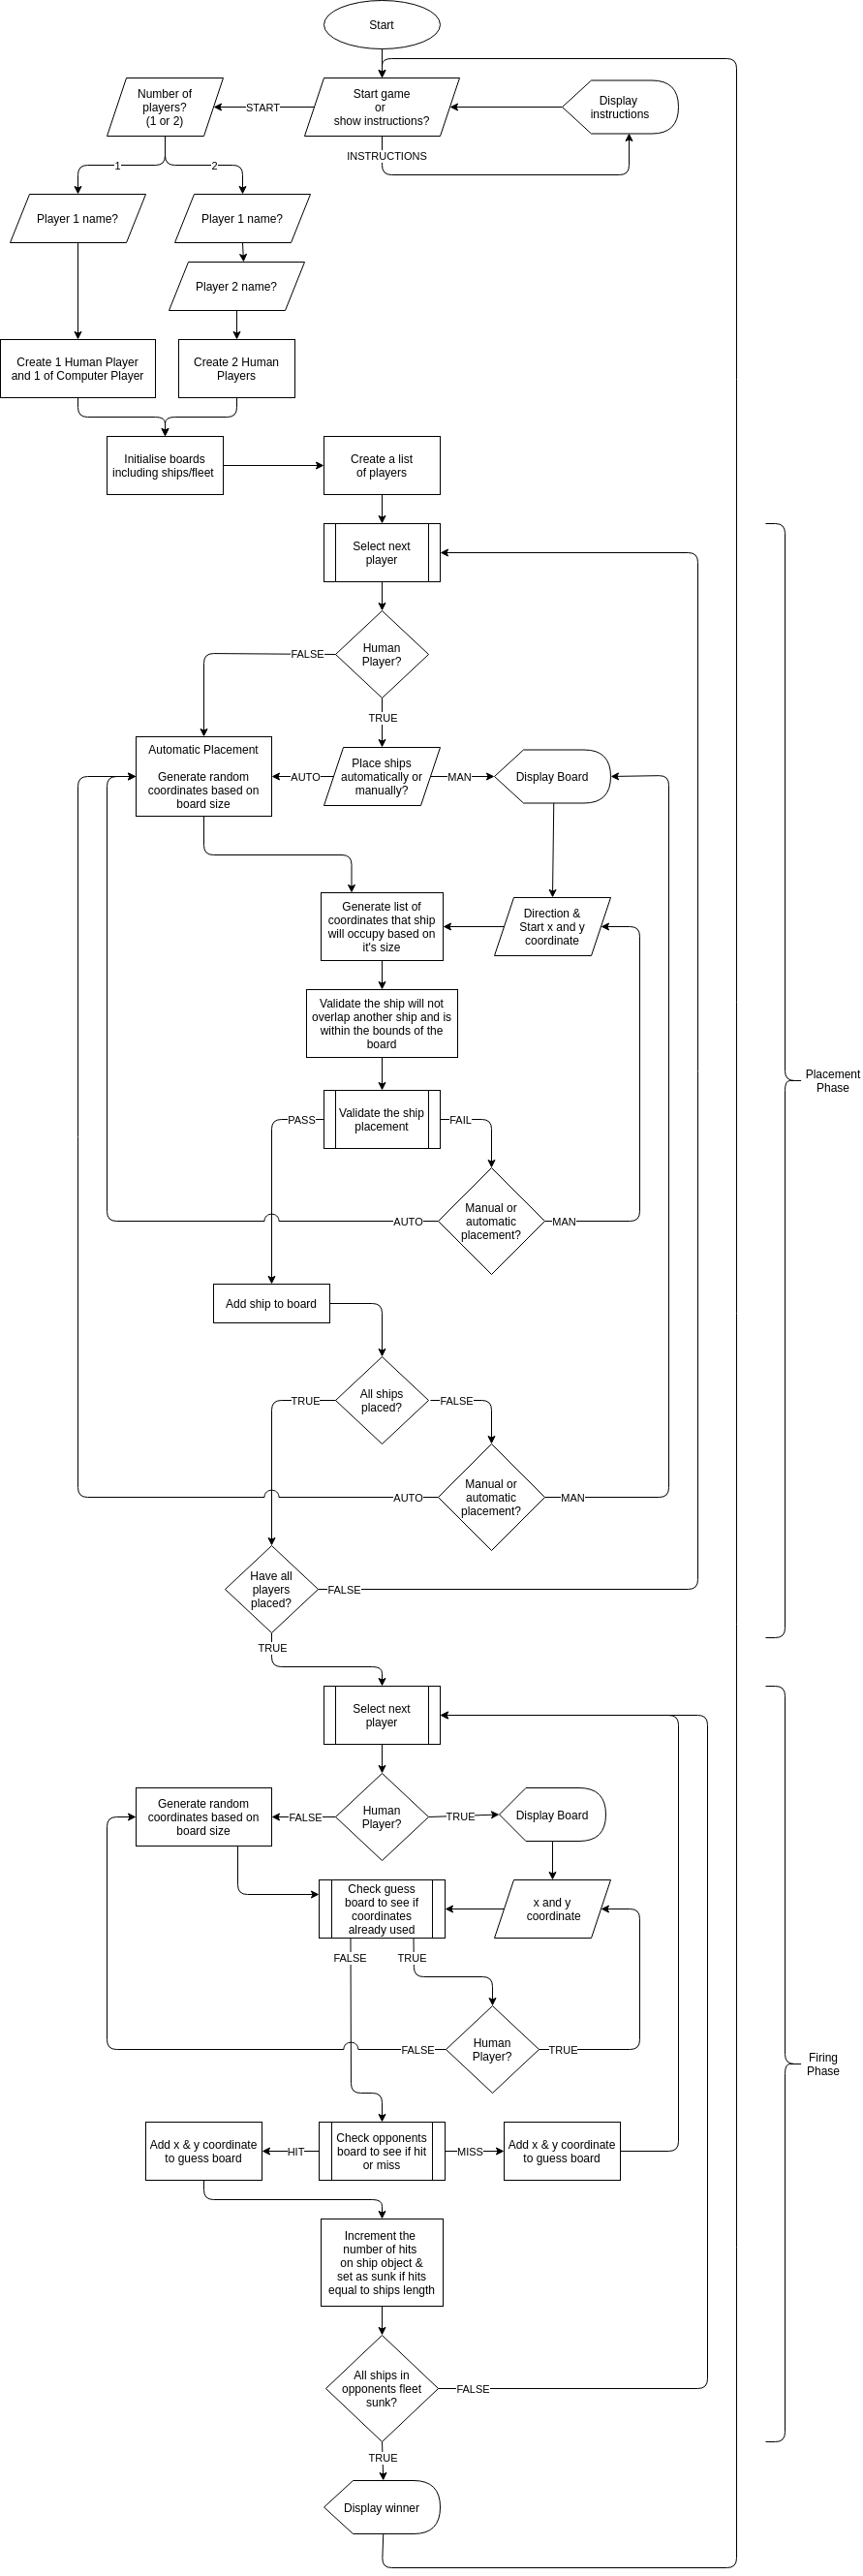 Start
Start game
or
show instructions?
Display
instructions
Number of
players?
(1 or 2)
START
INSTRUCTIONS
1
2
Player 1 name?
Player 1 name?
Player 2 name?
Create 1 Human Player
and 1 of Computer Player
Create 2 Human
Players
Initialise boards
including ships/fleet
Create a list
of players
Select next
player
Human
Player?
FALSE
TRUE
Automatic Placement
Generate random
coordinates based on
board size
AUTO
Place ships
automatically or
manually?
MAN
Display Board
Generate list of
coordinates that ship
will occupy based on
it's size
Direction &
Start x and y
coordinate
Validate the ship will not
overlap another ship and is
within the bounds of the
board
Placement
Phase
PASS
Validate the ship
placement
FAIL
AUTO
Manual or
automatic
placement?
MAN
Add ship to board
TRUE
All ships
placed?
FALSE
AUTO
Manual or
automatic
placement?
MAN
Have all
players
placed?
FALSE
TRUE
Select next
player
Generate random
coordinates based on
board size
FALSE
Human
Player?
TRUE
Display Board
Check guess
board to see if
coordinates
already used
x and y
coordinate
FALSE
TRUE
FALSE
Human
Player?
TRUE
Firing
Phase
Add x & y coordinate
to guess board
HIT
Check opponents
board to see if hit
or miss
MISS
Add x & y coordinate
to guess board
Increment the
number of hits
on ship object &
set as sunk if hits
equal to ships length
All ships in
opponents fleet
sunk?
FALSE
TRUE
Display winner